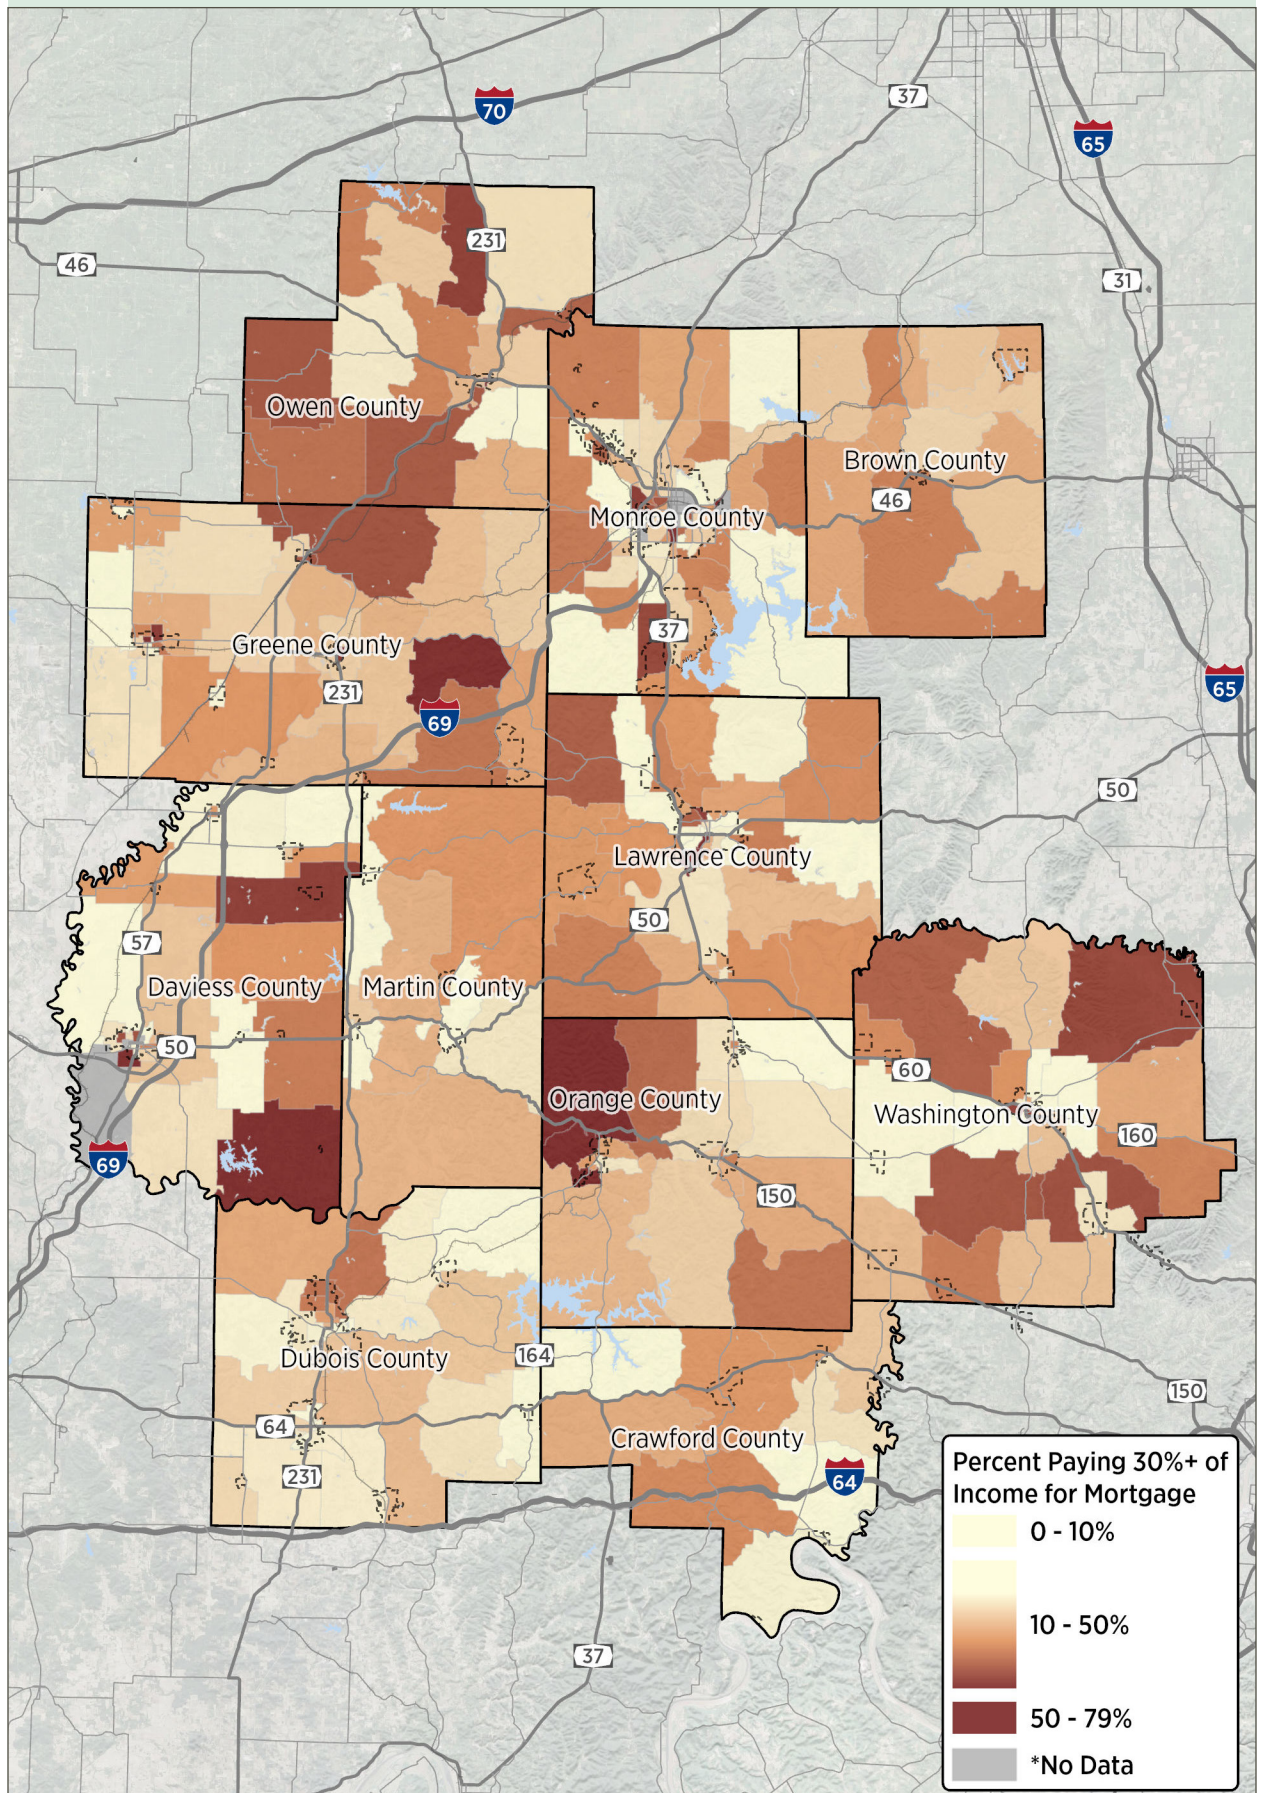 70
37
65
231
46
31
Owen County
Brown County
46
Monroe County
37
Greene County
231
65
69
50
Lawrence County
50
57
Daviess County
Martin County
50
60
Orange County
Washington County
160
69
150
164
Dubois County
150
64
Crawford County
231
64
37
Percent Paying 30%+ of
Income for Mortgage
0 - 10%
10 - 50%
50 - 79%
*No Data